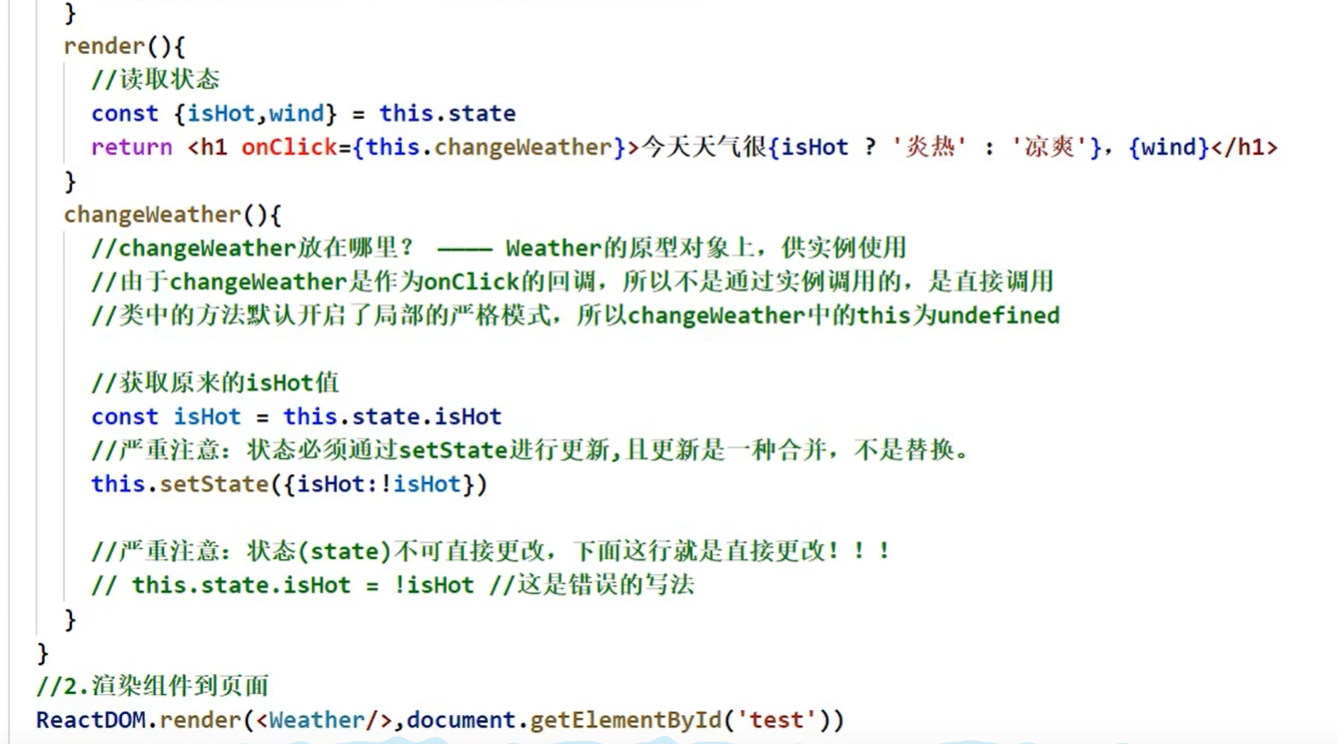 }
render(){
//读取状态
const {isHot,wind} = this.state
return <h1 onClick={this.changeWeather}>今天天气很{isHot ? '炎热' : '凉爽'}，{wind}</h1>
}
changeWeather(){
//changeWeather放在哪里？ ———— Weather的原型对象上，供实例使用
//由于changeWeather是作为onClick的回调，所以不是通过实例调用的，是直接调用
//类中的方法默认开启了局部的严格模式，所以changeWeather中的this为undefined
//获取原来的isHot值
const isHot = this.state.isHot
//严重注意：状态必须通过setState进行更新,且更新是一种合并，不是替换。
this.setState({isHot:!isHot})
//严重注意：状态(state)不可直接更改，下面这行就是直接更改！！！
// this.state.isHot = !isHot //这是错误的写法
}
}
//2.渲染组件到页面
ReactDOM.render(<Weather/>,document.getElementById('test'))